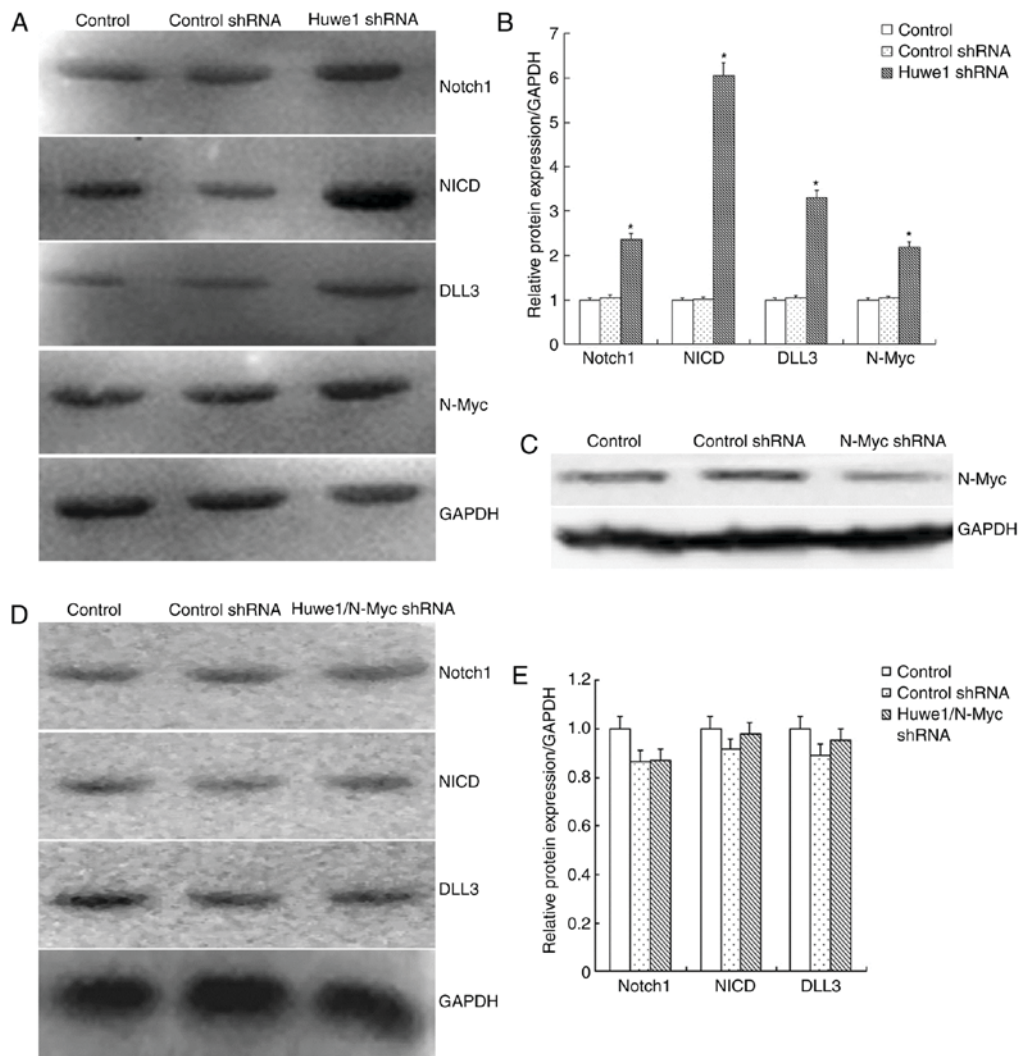 A
Control
Control shRNA
Huwe1 shRNA
Notch1
NICD
DLL3
N-Myc
GAPDH
B
Relative protein expression/GAPDH
7
6
5
4
3
2
1
0
*
*
*
*
Notch1
NICD
DLL3
N-Myc
Control
Control shRNA
Huwe1 shRNA
C
Control
Control shRNA
N-Myc shRNA
N-Myc
GAPDH
D
Control
Control shRNA
Huwe1/N-Myc shRNA
Notch1
NICD
DLL3
GAPDH
E
Relative protein expression/GAPDH
1.2
1.0
0.8
0.6
0.4
0.2
0
Notch1
NICD
DLL3
Control
Control shRNA
Huwe1/N-Myc
shRNA